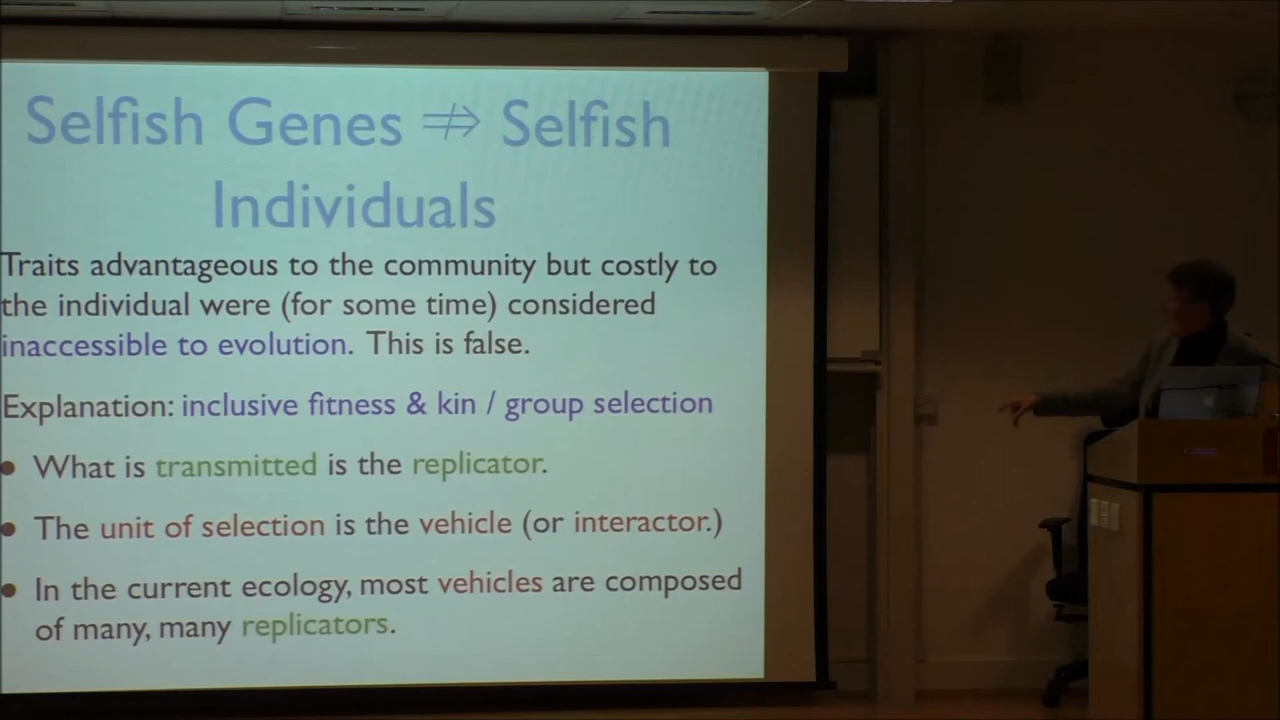 Selfish Genes ⇏ Selfish
Individuals
Traits advantageous to the community but costly to
the individual were (for some time) considered
inaccessible to evolution. This is false.
Explanation: inclusive fitness & kin / group selection
• What is transmitted is the replicator.
• The unit of selection is the vehicle (or interactor.)
• In the current ecology, most vehicles are composed
of many, many replicators.